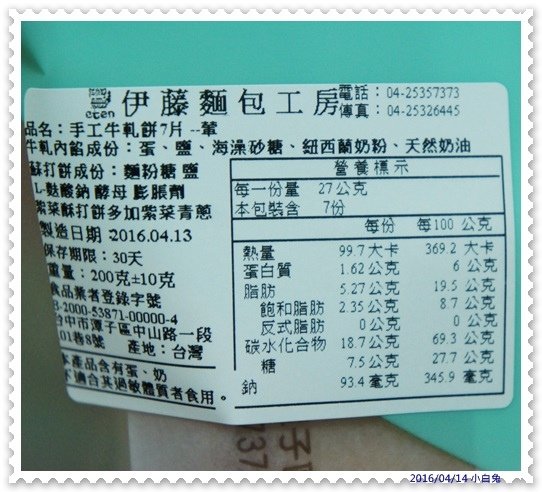 eten 伊藤麵包工房
電話：04-25357373
傳真：04-25326445
品名：手工牛軋餅7片 --葷
牛軋內餡成份：蛋、鹽、海藻砂糖、紐西蘭奶粉、天然奶油
蘇打餅成份：麵粉糖 鹽
L-麩酸鈉 酵母 膨脹劑
紫菜酥打餅多加紫菜青蔥
製造日期：2016.04.13
保存期限：30天
重量：200克±10克
食品業者登錄字號
-2000-53871-00000-4
台中市潭子區中山路一段
01巷8號 產地：台灣
本產品含有蛋、奶
不適合其過敏體質者食用。
營養標示
每一份量 27公克
本包裝含 7份
每份 每100 公克
熱量 99.7大卡 369.2 大卡
蛋白質 1.62公克 6 公克
脂肪 5.27公克 19.5 公克
飽和脂肪 2.35公克 8.7 公克
反式脂肪 0公克 0 公克
碳水化合物 18.7公克 69.3 公克
糖 7.5公克 27.7 公克
鈉 93.4毫克 345.9 毫克
2016/04/14 小白兔